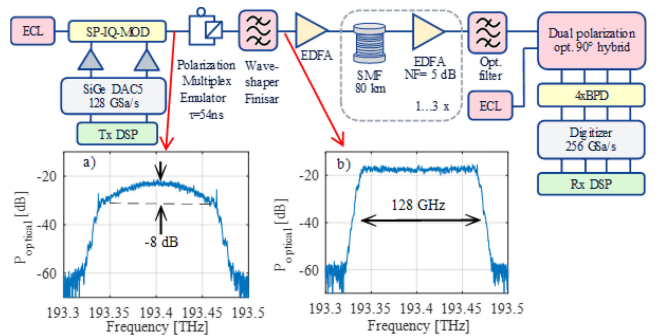 ECL
SP-IQ-MOD
SiGe DAC5
128 GSa/s
Tx DSP
Polarization
Multiplex
Emulator
τ=54ns
Wave-
shaper
Finisar
EDFA
SMF
80 km
EDFA
NF= 5 dB
1...3 x
Opt.
filter
ECL
Dual polarization
opt. 90° hybrid
4xBPD
Digitizer
256 GSa/s
Rx DSP
a)
-8 dB
P optical [dB]
-20
-40
-60
193.3 193.35 193.4 193.45 193.5
Frequency [THz]
b)
128 GHz
P optical [dB]
-20
-40
-60
193.3 193.35 193.4 193.45 193.5
Frequency [THz]